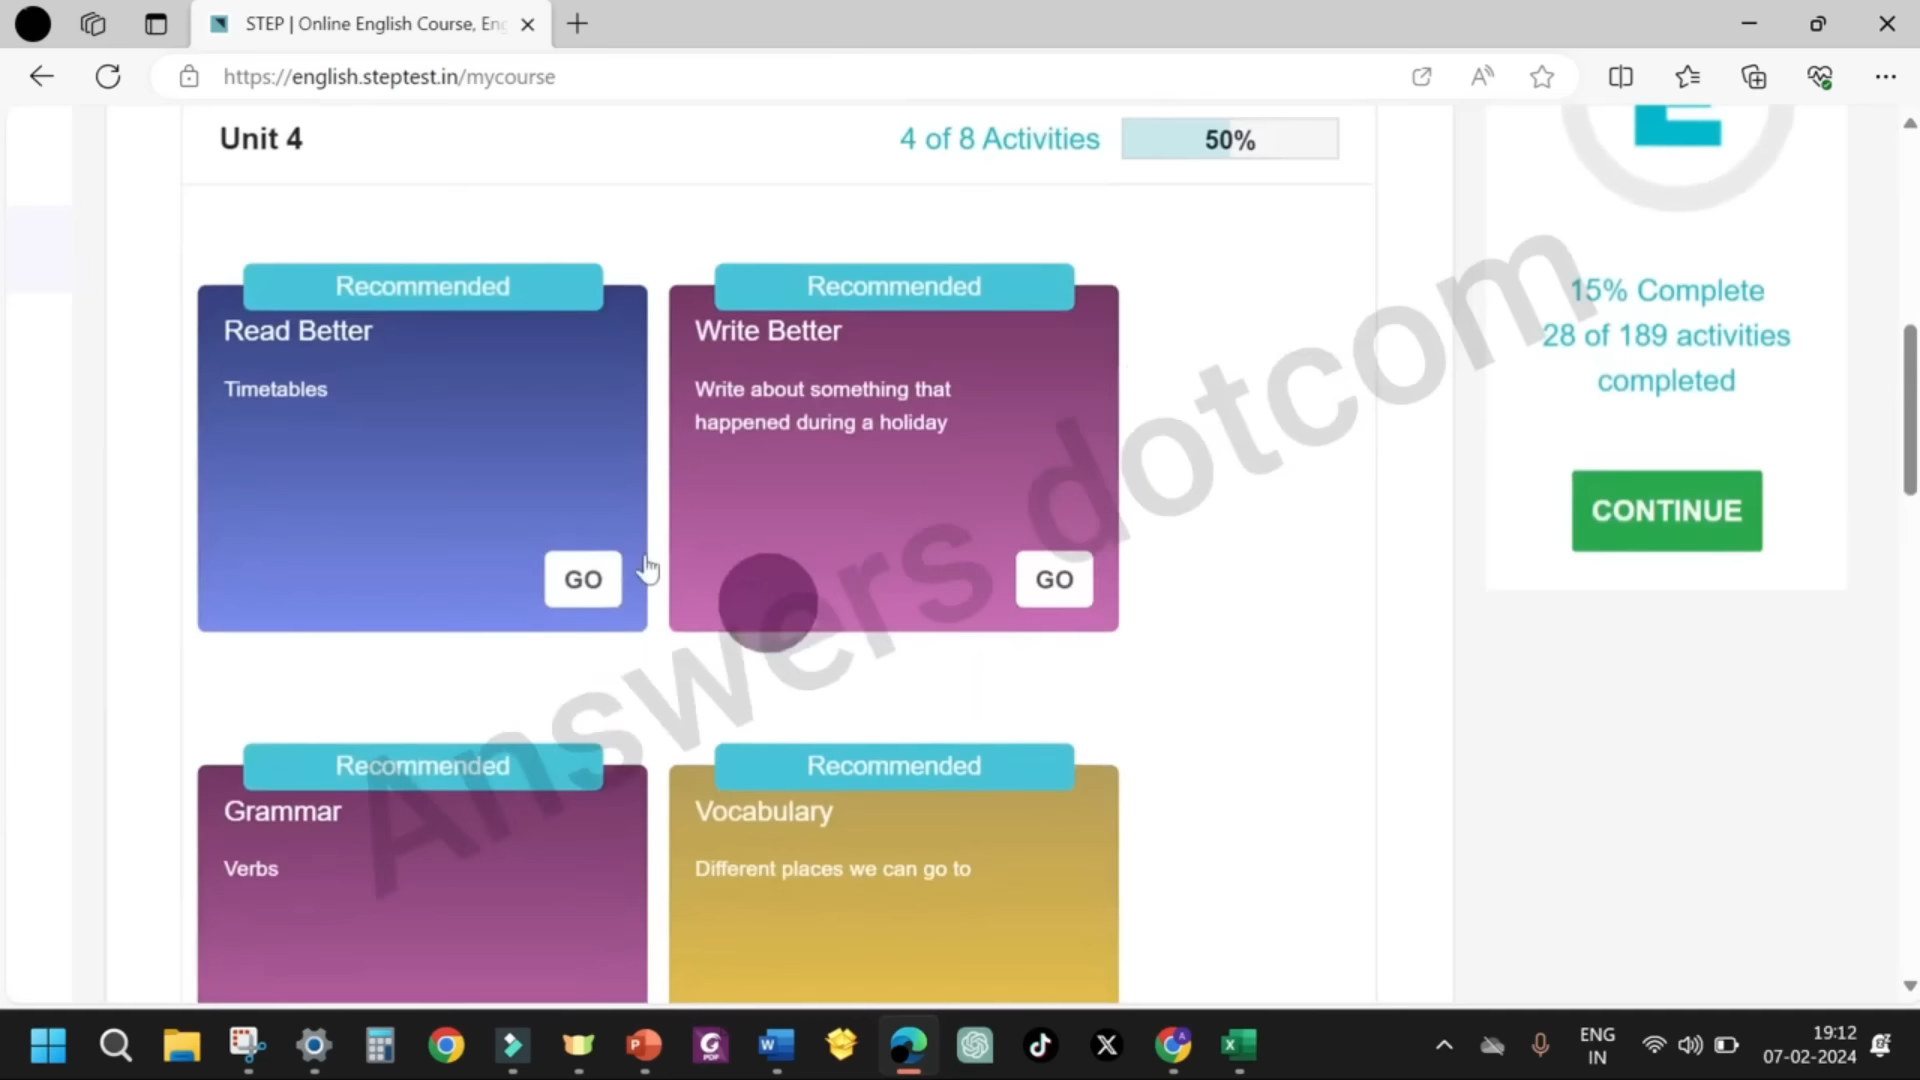 STEP | Online English Course, Eng
https://english.steptest.in/mycourse
Unit 4
4 of 8 Activities
50%
Recommended
Read Better
Timetables
GO
Recommended
Write Better
Write about something that
happened during a holiday
GO
Recommended
Grammar
Verbs
Recommended
Vocabulary
Different places we can go to
15% Complete
28 of 189 activities
completed
CONTINUE
Answers dotcom
ENG
IN
19:12
07-02-2024